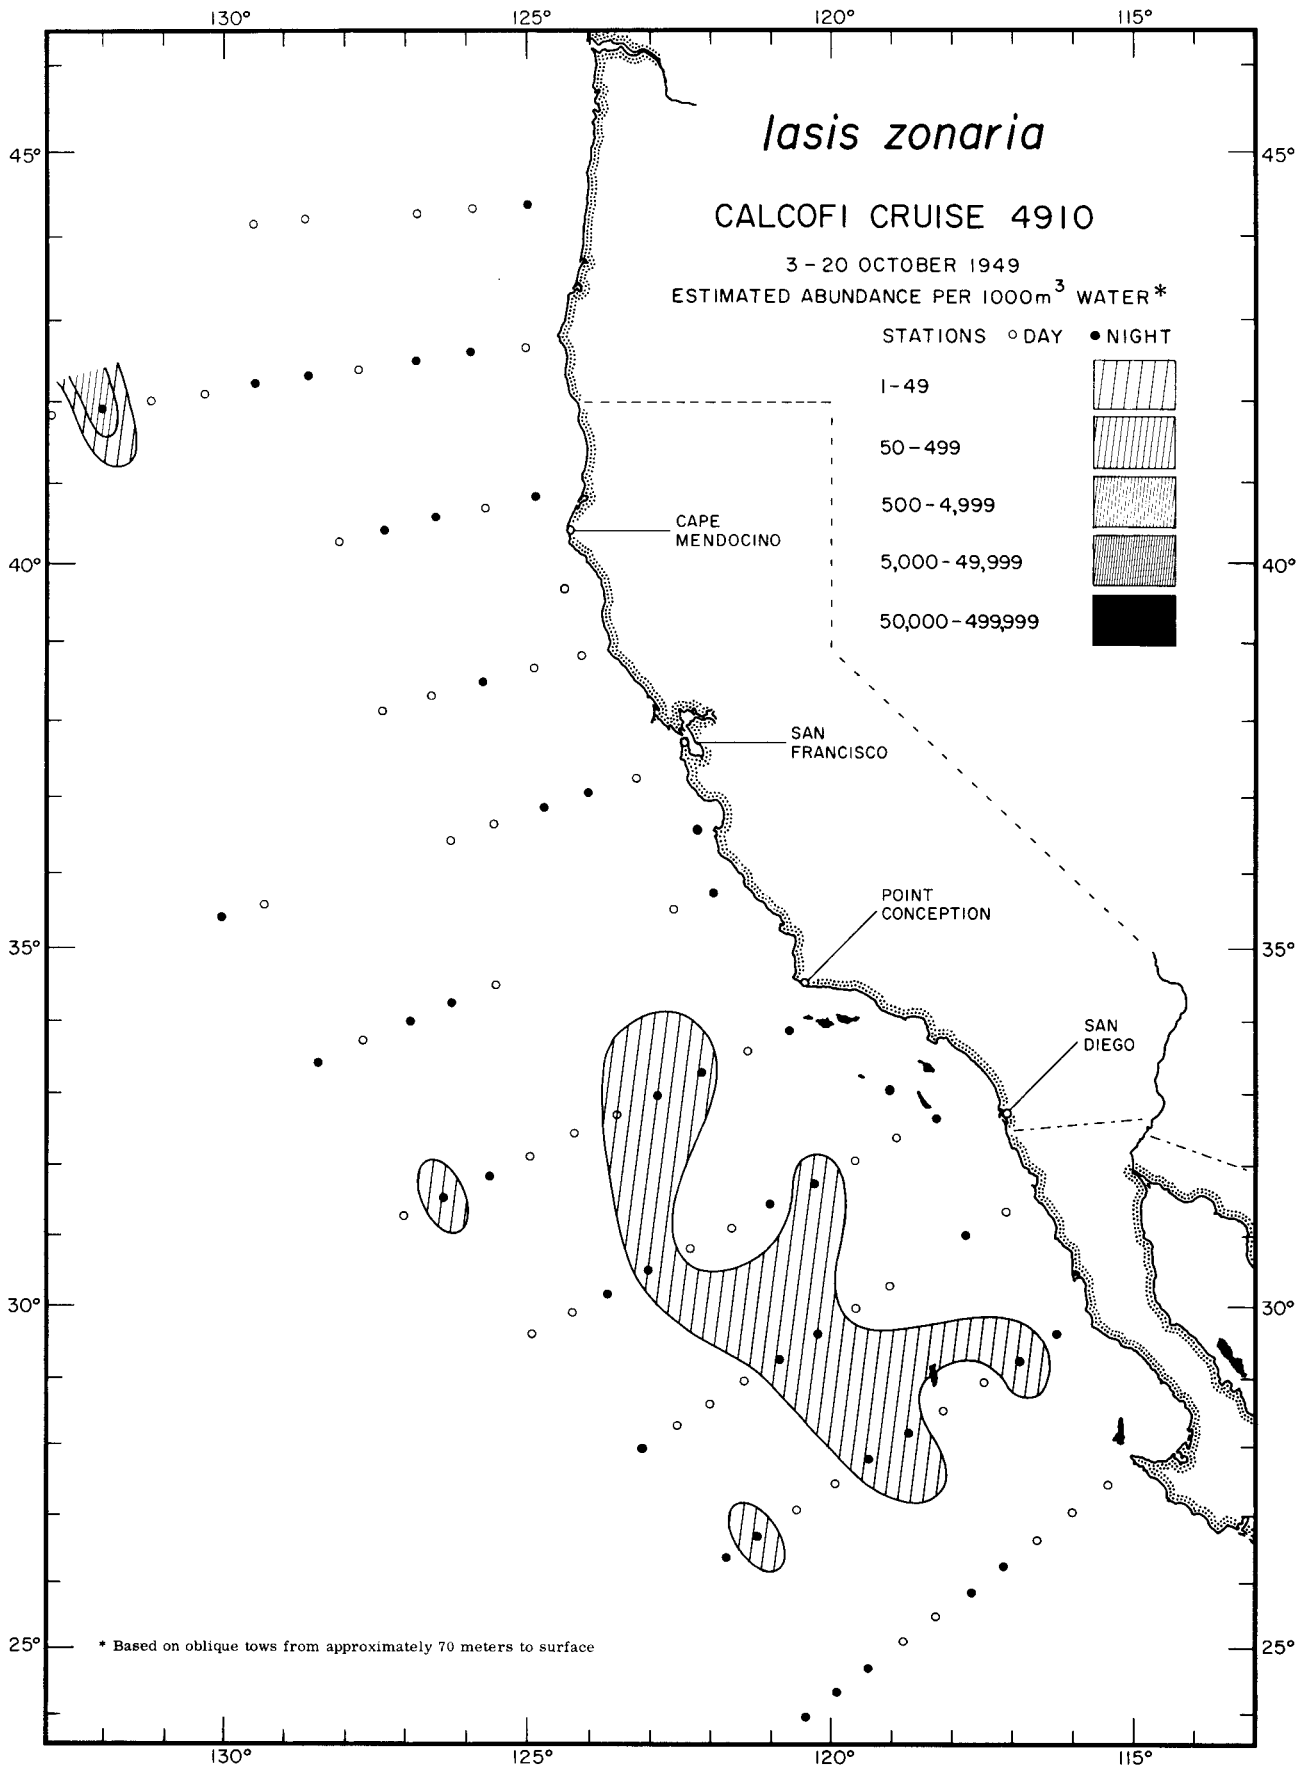 130° 125° 120° 115°
Iasis zonaria
45° 45°
CALCOFI CRUISE 4910
3-20 OCTOBER 1949
ESTIMATED ABUNDANCE PER 1000m³ WATER*
STATIONS ○ DAY ● NIGHT
1-49
50-499
500-4,999
CAPE
MENDOCINO
5,000-49,999
40° 40°
50,000-499,999
SAN
FRANCISCO
POINT
CONCEPTION
35° 35°
SAN
DIEGO
30° 30°
25° 25°
* Based on oblique tows from approximately 70 meters to surface
130° 125° 120° 115°